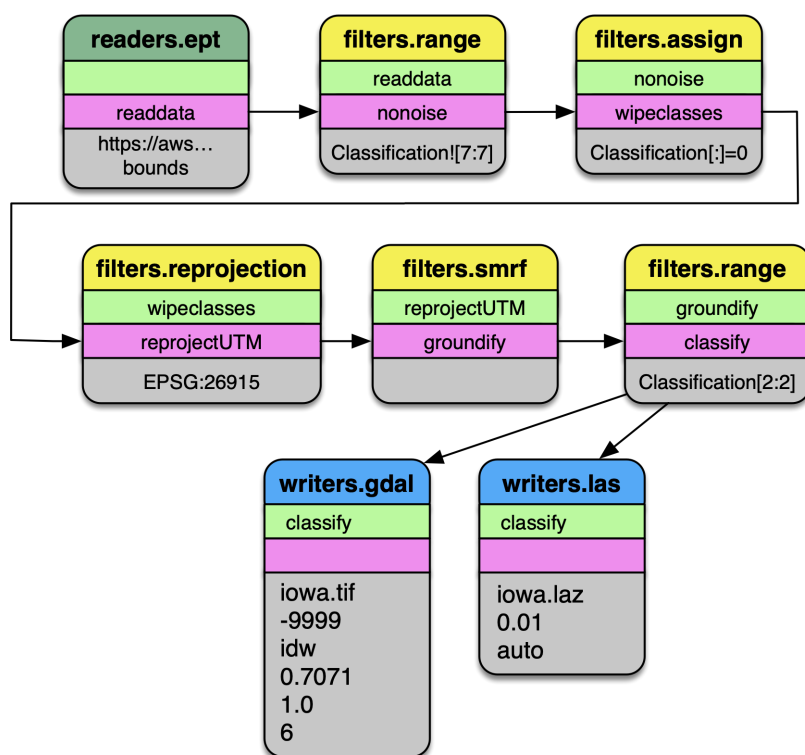 readers.ept
readdata
https://aws…
bounds
filters.range
readdata
nonoise
Classification![7:7]
filters.assign
nonoise
wipeclasses
Classification[:]=0
filters.reprojection
wipeclasses
reprojectUTM
EPSG:26915
filters.smrf
reprojectUTM
groundify
filters.range
groundify
classify
Classification[2:2]
writers.gdal
classify
iowa.tif
-9999
idw
0.7071
1.0
6
writers.las
classify
iowa.laz
0.01
auto